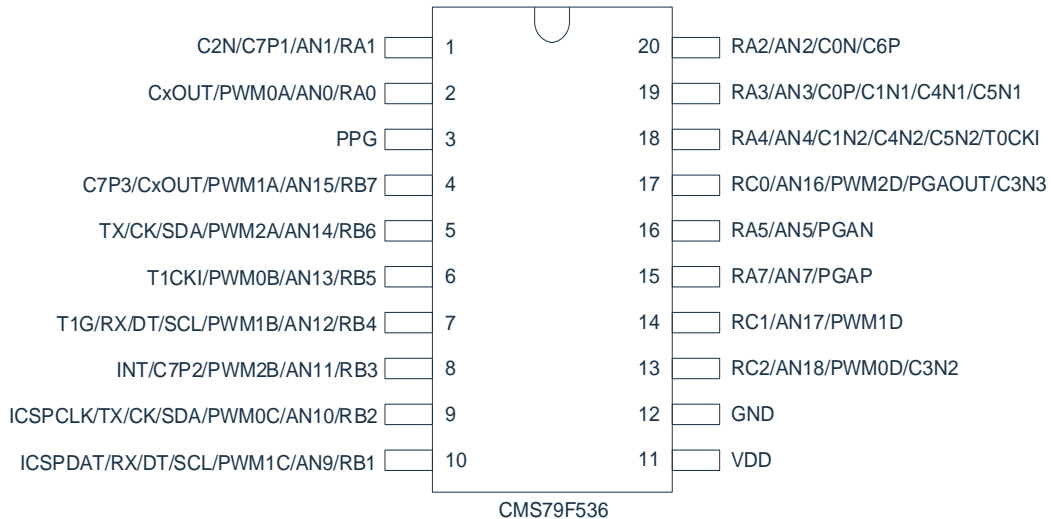 C2N/C7P1/AN1/RA1 1 20 RA2/AN2/C0N/C6P
CxOUT/PWM0A/AN0/RA0 2 19 RA3/AN3/C0P/C1N1/C4N1/C5N1
PPG 3 18 RA4/AN4/C1N2/C4N2/C5N2/T0CKI
C7P3/CxOUT/PWM1A/AN15/RB7 4 17 RC0/AN16/PWM2D/PGAOUT/C3N3
TX/CK/SDA/PWM2A/AN14/RB6 5 16 RA5/AN5/PGAN
T1CKI/PWM0B/AN13/RB5 6 15 RA7/AN7/PGAP
T1G/RX/DT/SCL/PWM1B/AN12/RB4 7 14 RC1/AN17/PWM1D
INT/C7P2/PWM2B/AN11/RB3 8 13 RC2/AN18/PWM0D/C3N2
ICSPCLK/TX/CK/SDA/PWM0C/AN10/RB2 9 12 GND
ICSPDAT/RX/DT/SCL/PWM1C/AN9/RB1 10 11 VDD
CMS79F536